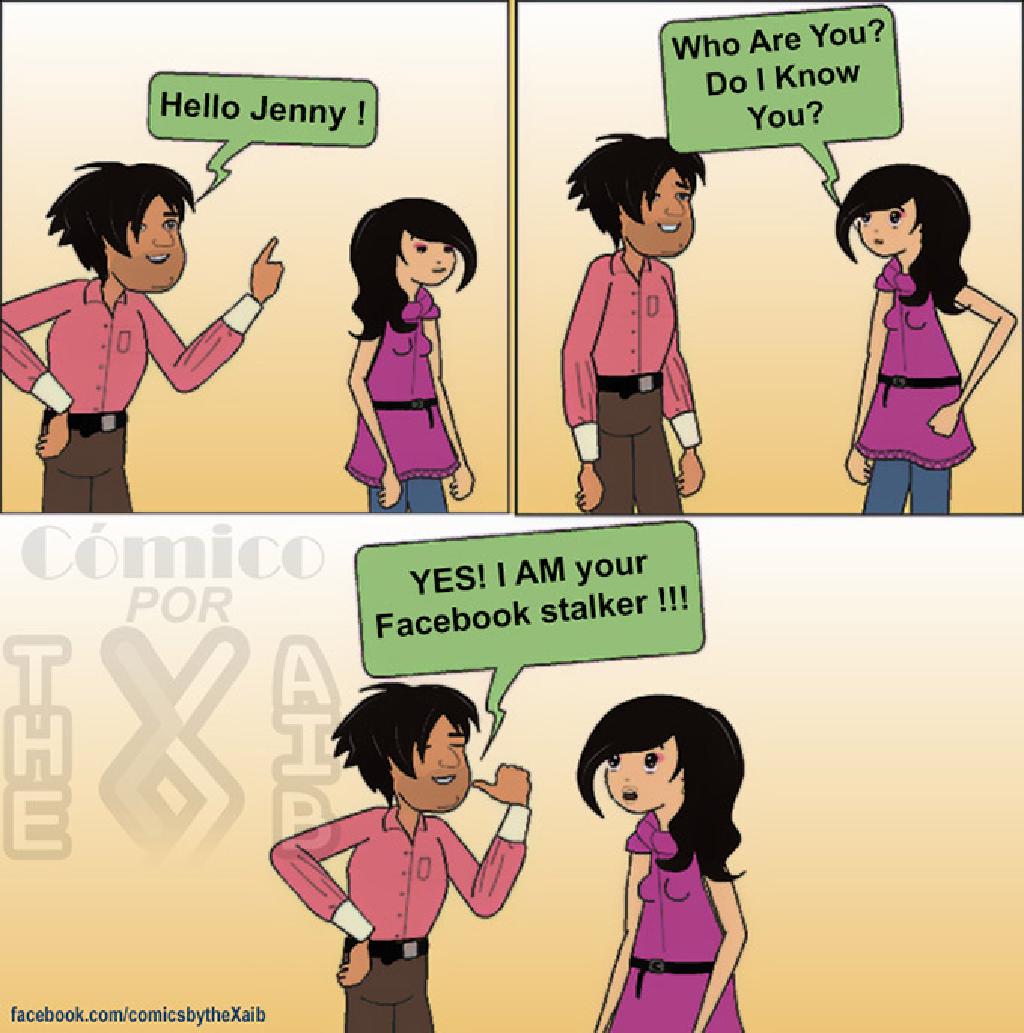 Hello Jenny !
Who Are You?
Do I Know
You?
Cómico
POR
THE
X
AIB
YES! I AM your
Facebook stalker !!!
facebook.com/comicsbytheXaib